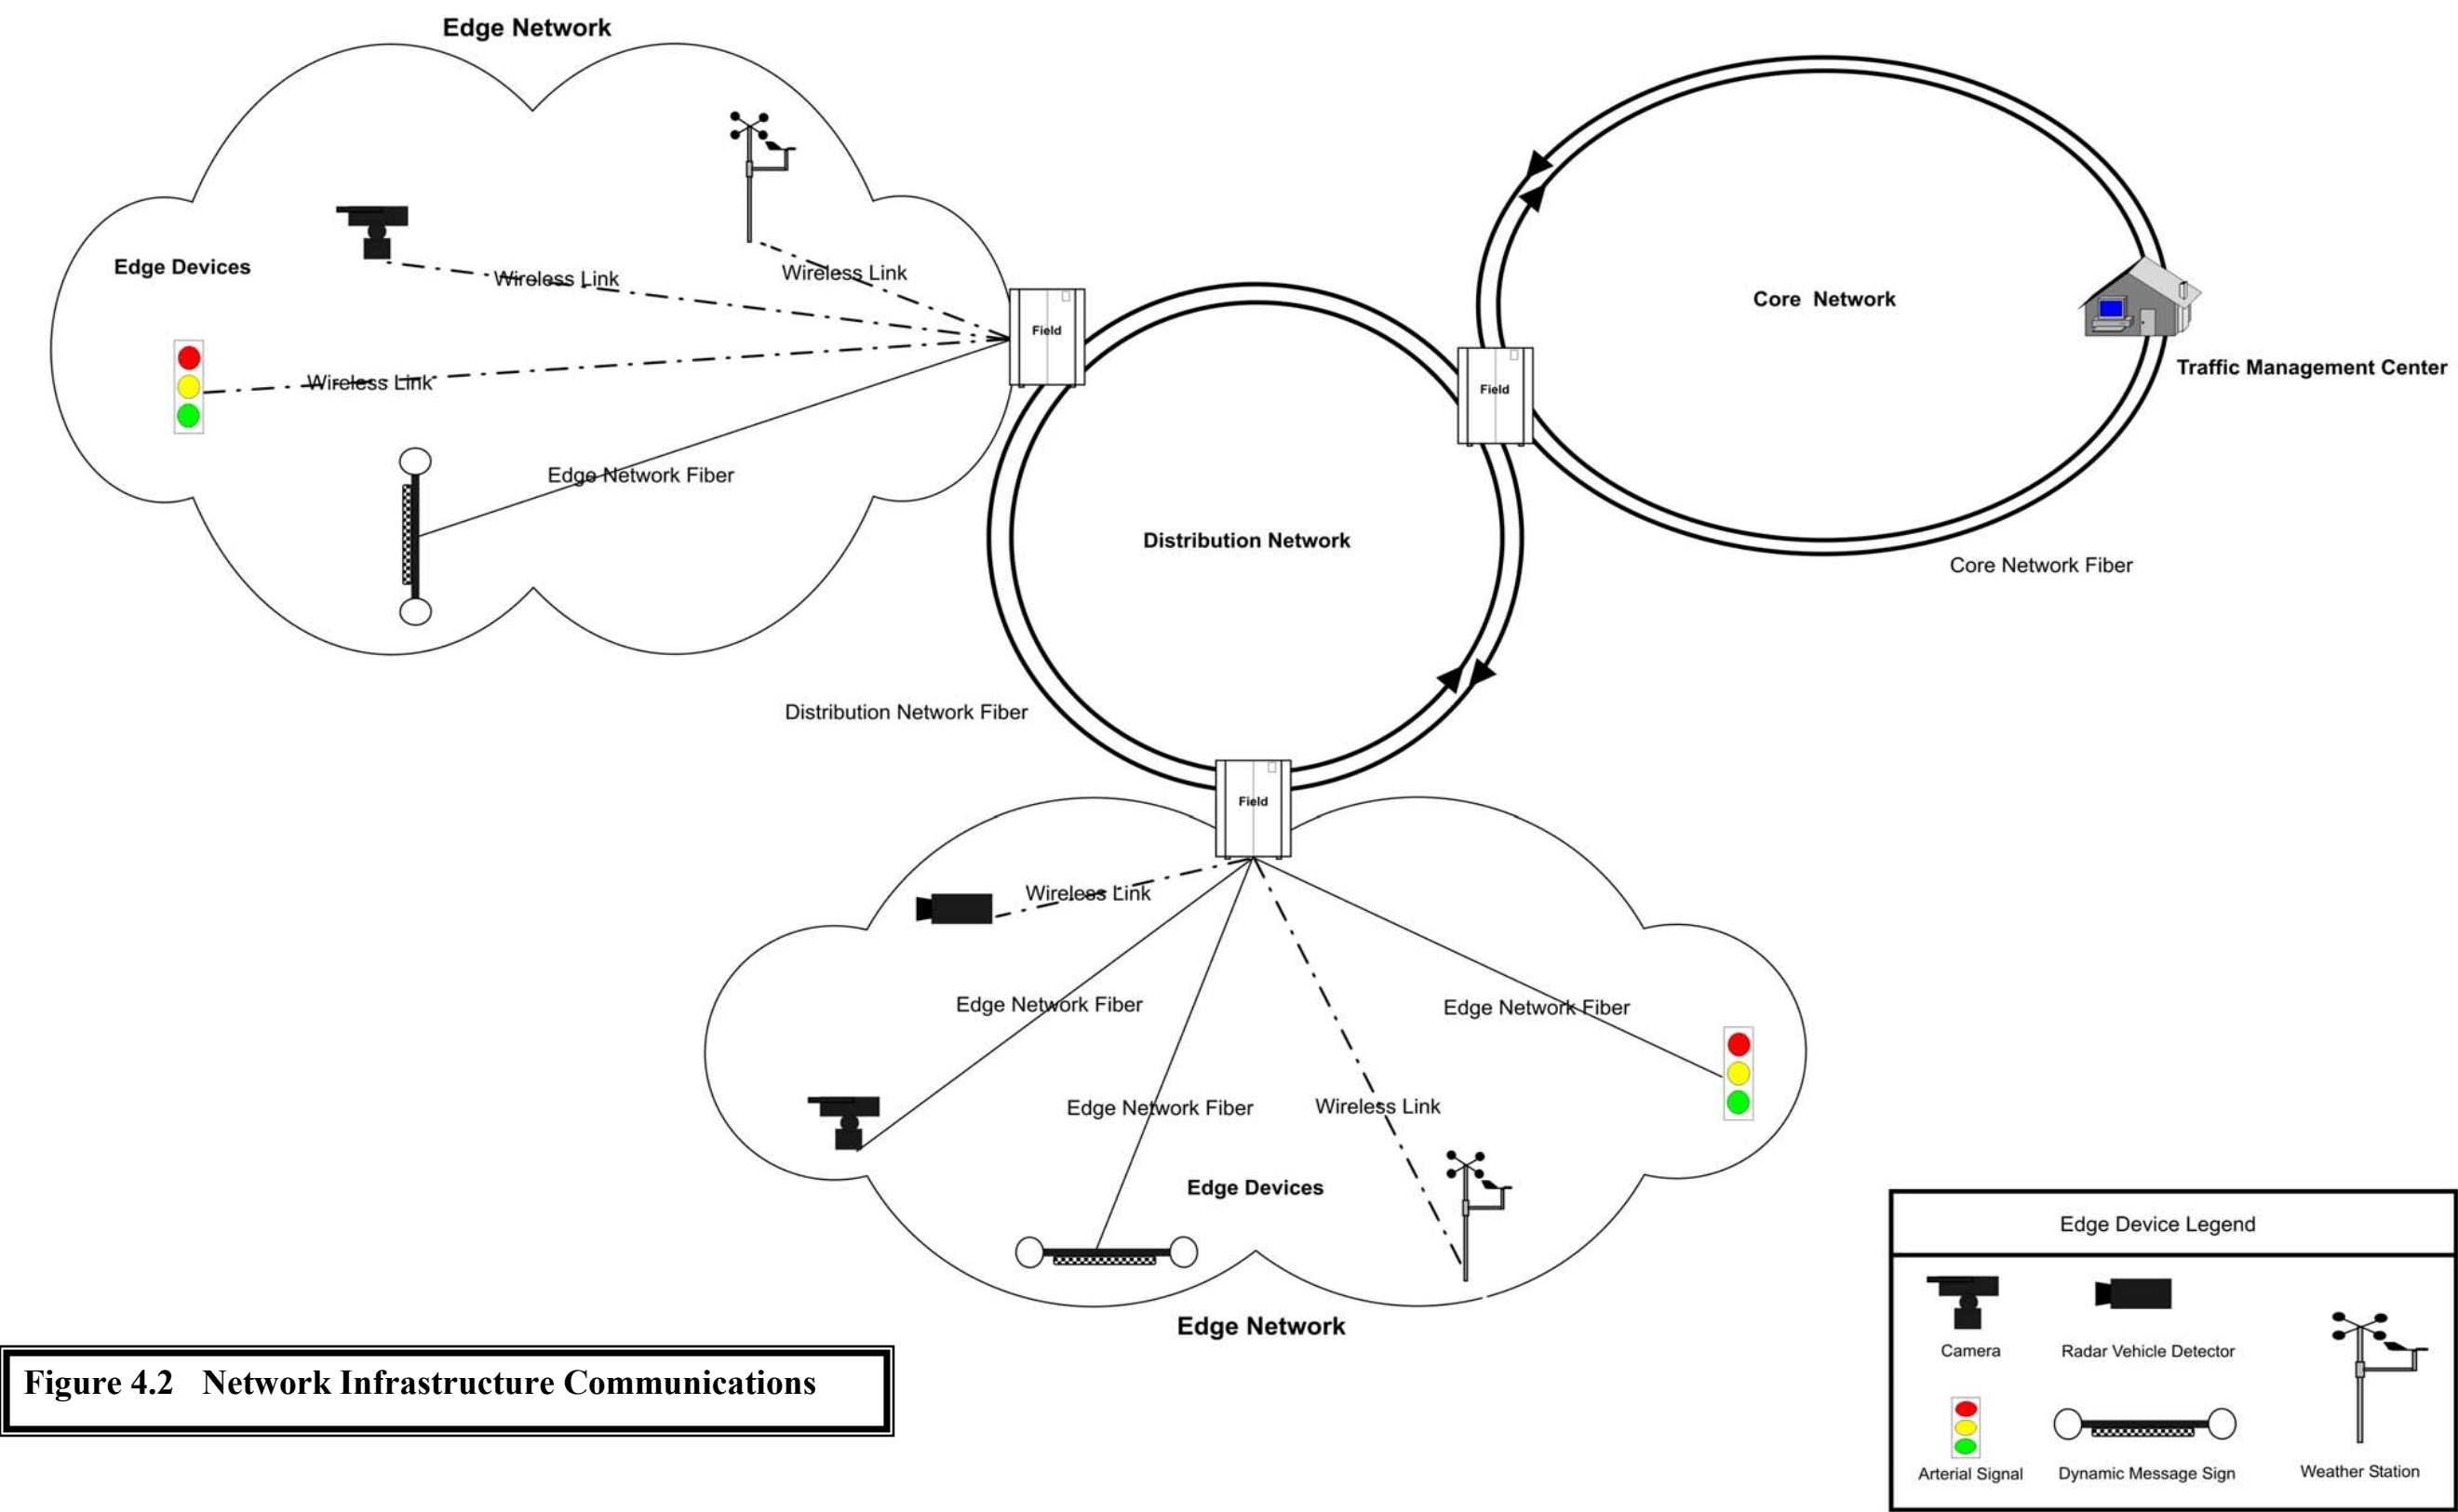 Edge Network
Edge Devices
Wireless Link
Wireless Link
Wireless Link
Edge Network Fiber
Field
Field
Core  Network
Traffic Management Center
Core Network Fiber
Distribution Network
Distribution Network Fiber
Field
Wireless Link
Edge Network Fiber
Edge Network Fiber
Edge Network Fiber
Wireless Link
Edge Devices
Edge Network
Figure 4.2   Network Infrastructure Communications
Edge Device Legend
Camera
Radar Vehicle Detector
Arterial Signal
Dynamic Message Sign
Weather Station